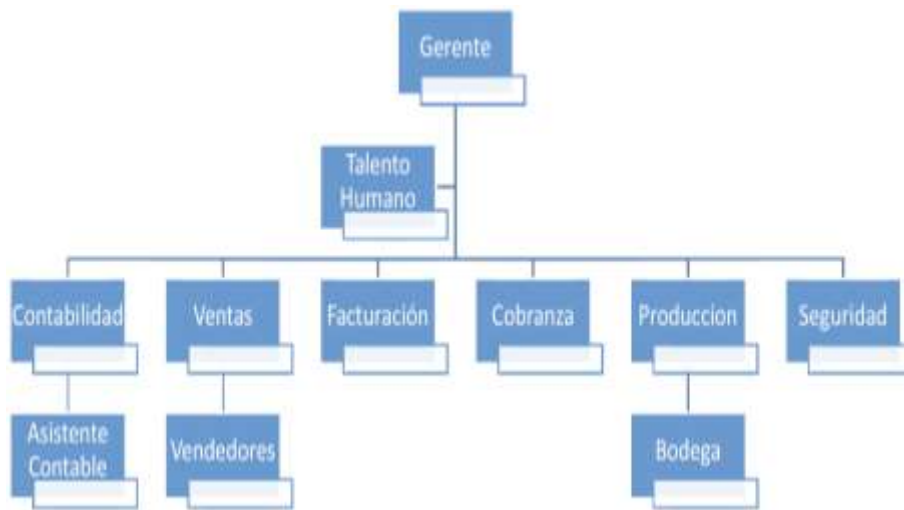 Gerente
Talento
Humano
Contabilidad
Ventas
Facturación
Cobranza
Produccion
Seguridad
Asistente
Contable
Vendedores
Bodega